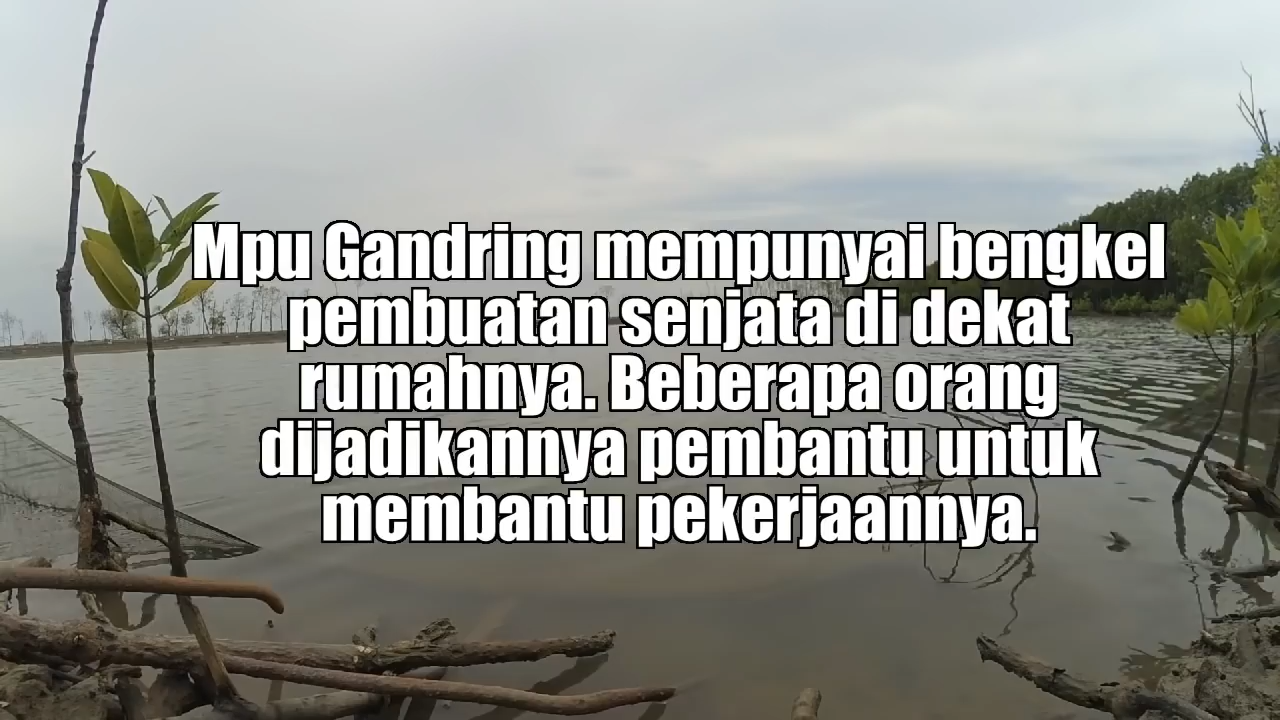 Mpu Gandring mempunyai bengkel
pembuatan senjata di dekat
rumahnya. Beberapa orang
dijadikannya pembantu untuk
membantu pekerjaannya.